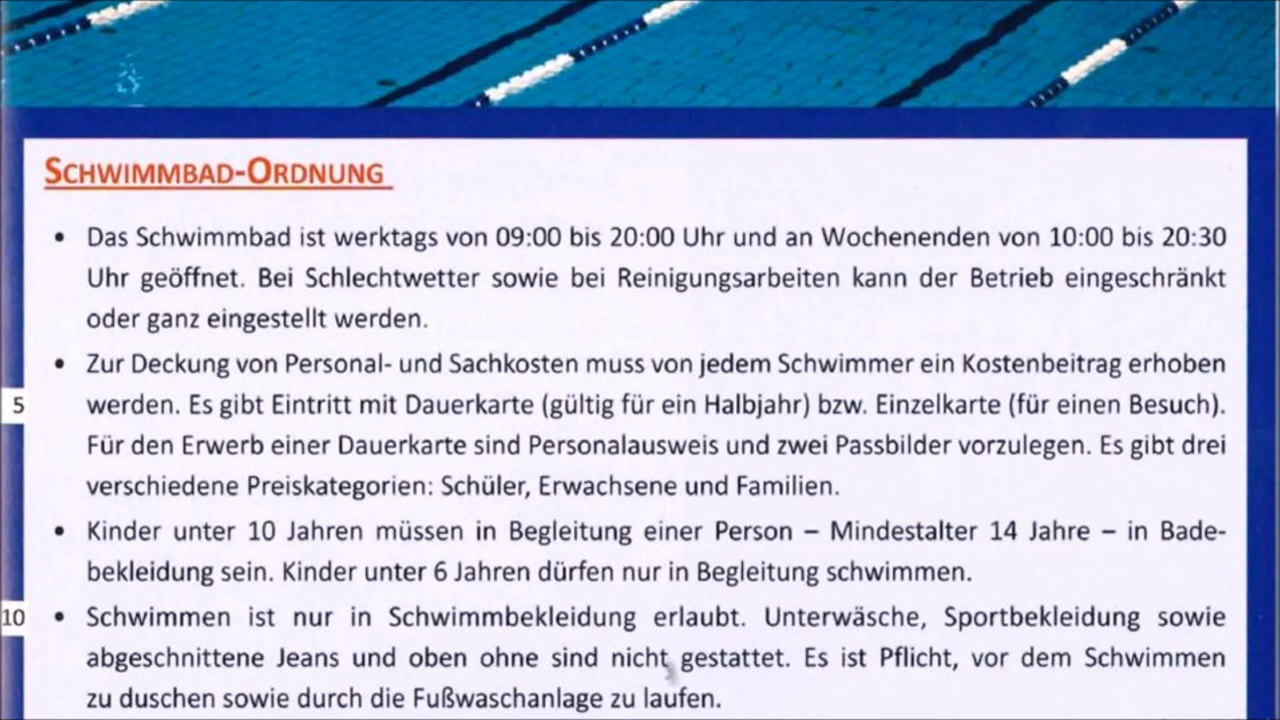 SCHWIMMBAD-ORDNUNG
• Das Schwimmbad ist werktags von 09:00 bis 20:00 Uhr und an Wochenenden von 10:00 bis 20:30
Uhr geöffnet. Bei Schlechtwetter sowie bei Reinigungsarbeiten kann der Betrieb eingeschränkt
oder ganz eingestellt werden.
• Zur Deckung von Personal- und Sachkosten muss von jedem Schwimmer ein Kostenbeitrag erhoben
5 werden. Es gibt Eintritt mit Dauerkarte (gültig für ein Halbjahr) bzw. Einzelkarte (für einen Besuch).
Für den Erwerb einer Dauerkarte sind Personalausweis und zwei Passbilder vorzulegen. Es gibt drei
verschiedene Preiskategorien: Schüler, Erwachsene und Familien.
• Kinder unter 10 Jahren müssen in Begleitung einer Person – Mindestalter 14 Jahre – in Bade-
bekleidung sein. Kinder unter 6 Jahren dürfen nur in Begleitung schwimmen.
10 • Schwimmen ist nur in Schwimmbekleidung erlaubt. Unterwäsche, Sportbekleidung sowie
abgeschnittene Jeans und oben ohne sind nicht gestattet. Es ist Pflicht, vor dem Schwimmen
zu duschen sowie durch die Fußwaschanlage zu laufen.